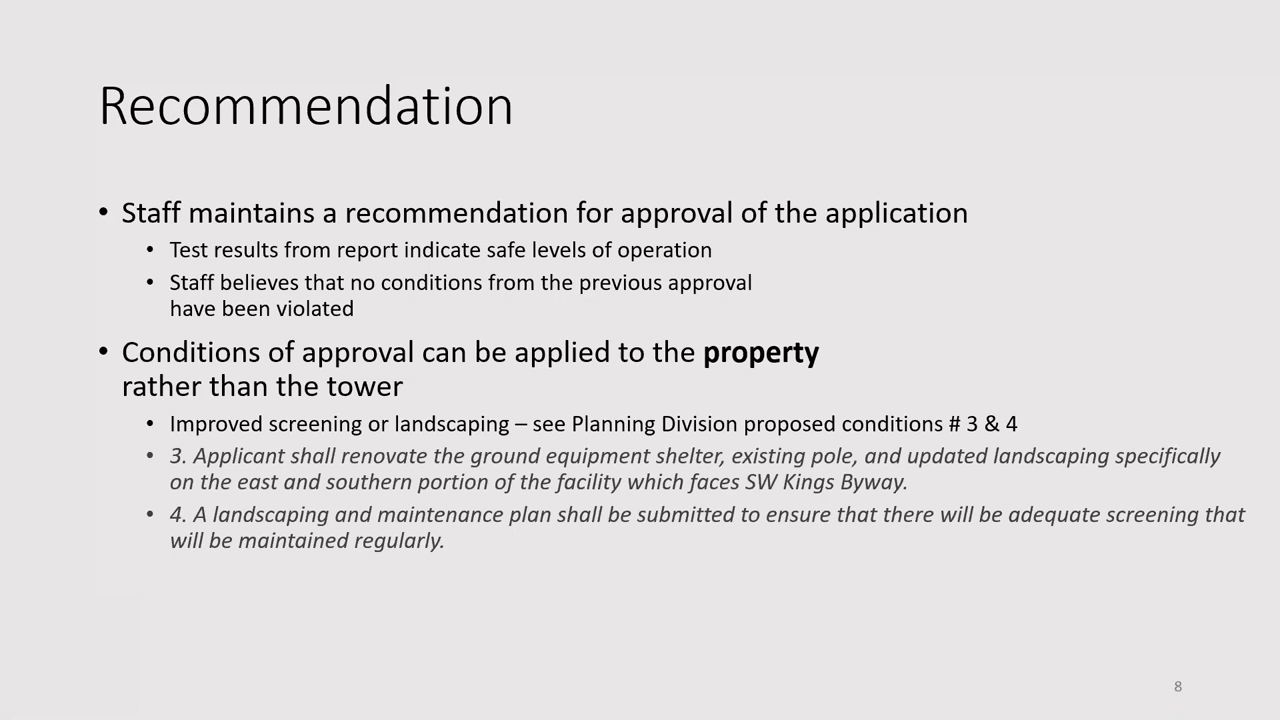 Recommendation
• Staff maintains a recommendation for approval of the application
• Test results from report indicate safe levels of operation
• Staff believes that no conditions from the previous approval
have been violated
• Conditions of approval can be applied to the property
rather than the tower
• Improved screening or landscaping – see Planning Division proposed conditions # 3 & 4
• 3. Applicant shall renovate the ground equipment shelter, existing pole, and updated landscaping specifically
on the east and southern portion of the facility which faces SW Kings Byway.
• 4. A landscaping and maintenance plan shall be submitted to ensure that there will be adequate screening that
will be maintained regularly.
8